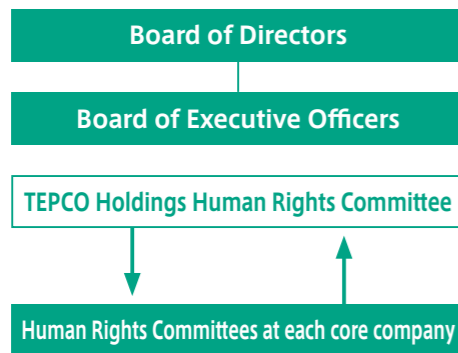 Board of Directors
Board of Executive Officers
TEPCO Holdings Human Rights Committee
Human Rights Committees at each core company